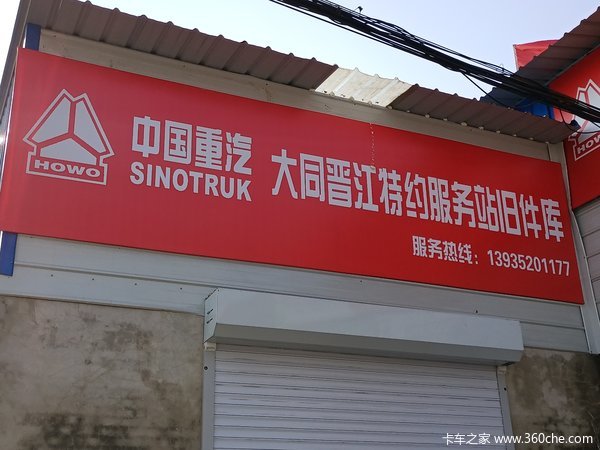 HOWO
中国重汽
SINOTRUK
大同晋江特约服务站旧件库
服务热线：13935201177
卡车之家 www.360che.com